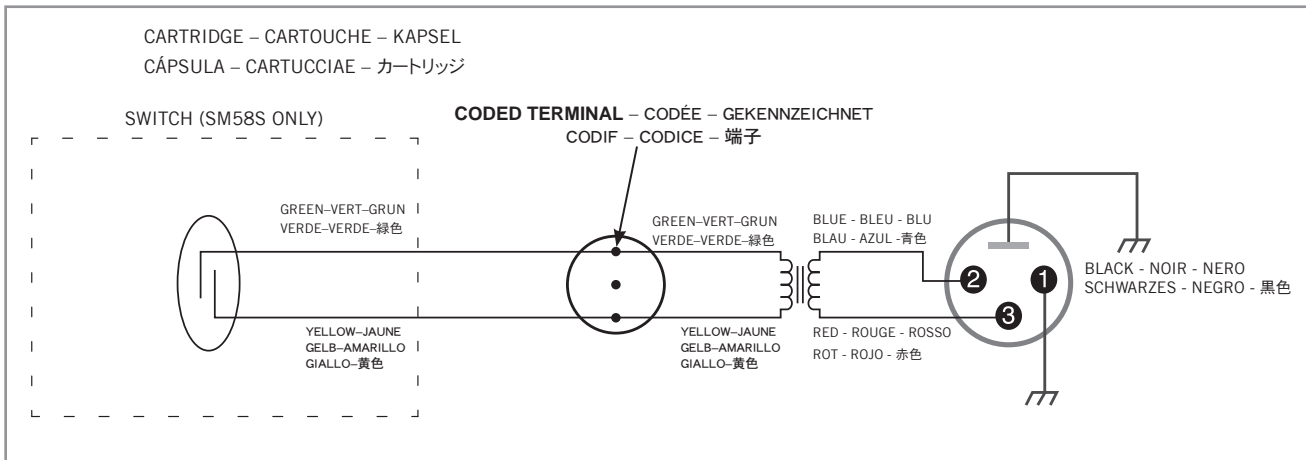 CARTRIDGE – CARTOUCHE – KAPSEL
CÁPSULA – CARTUCCIAE – カートリッジ
SWITCH (SM58S ONLY)
CODED TERMINAL – CODÉE – GEKENNZEICHNET
CODIF – CODICE – 端子
GREEN–VERT–GRUN
VERDE–VERDE–緑色
GREEN–VERT–GRUN
VERDE–VERDE–緑色
BLUE - BLEU - BLU
BLAU - AZUL -青色
2
1
3
BLACK - NOIR - NERO
SCHWARZES - NEGRO - 黒色
YELLOW–JAUNE
GELB–AMARILLO
GIALLO–黄色
YELLOW–JAUNE
GELB–AMARILLO
GIALLO–黄色
RED - ROUGE - ROSSO
ROT - ROJO - 赤色